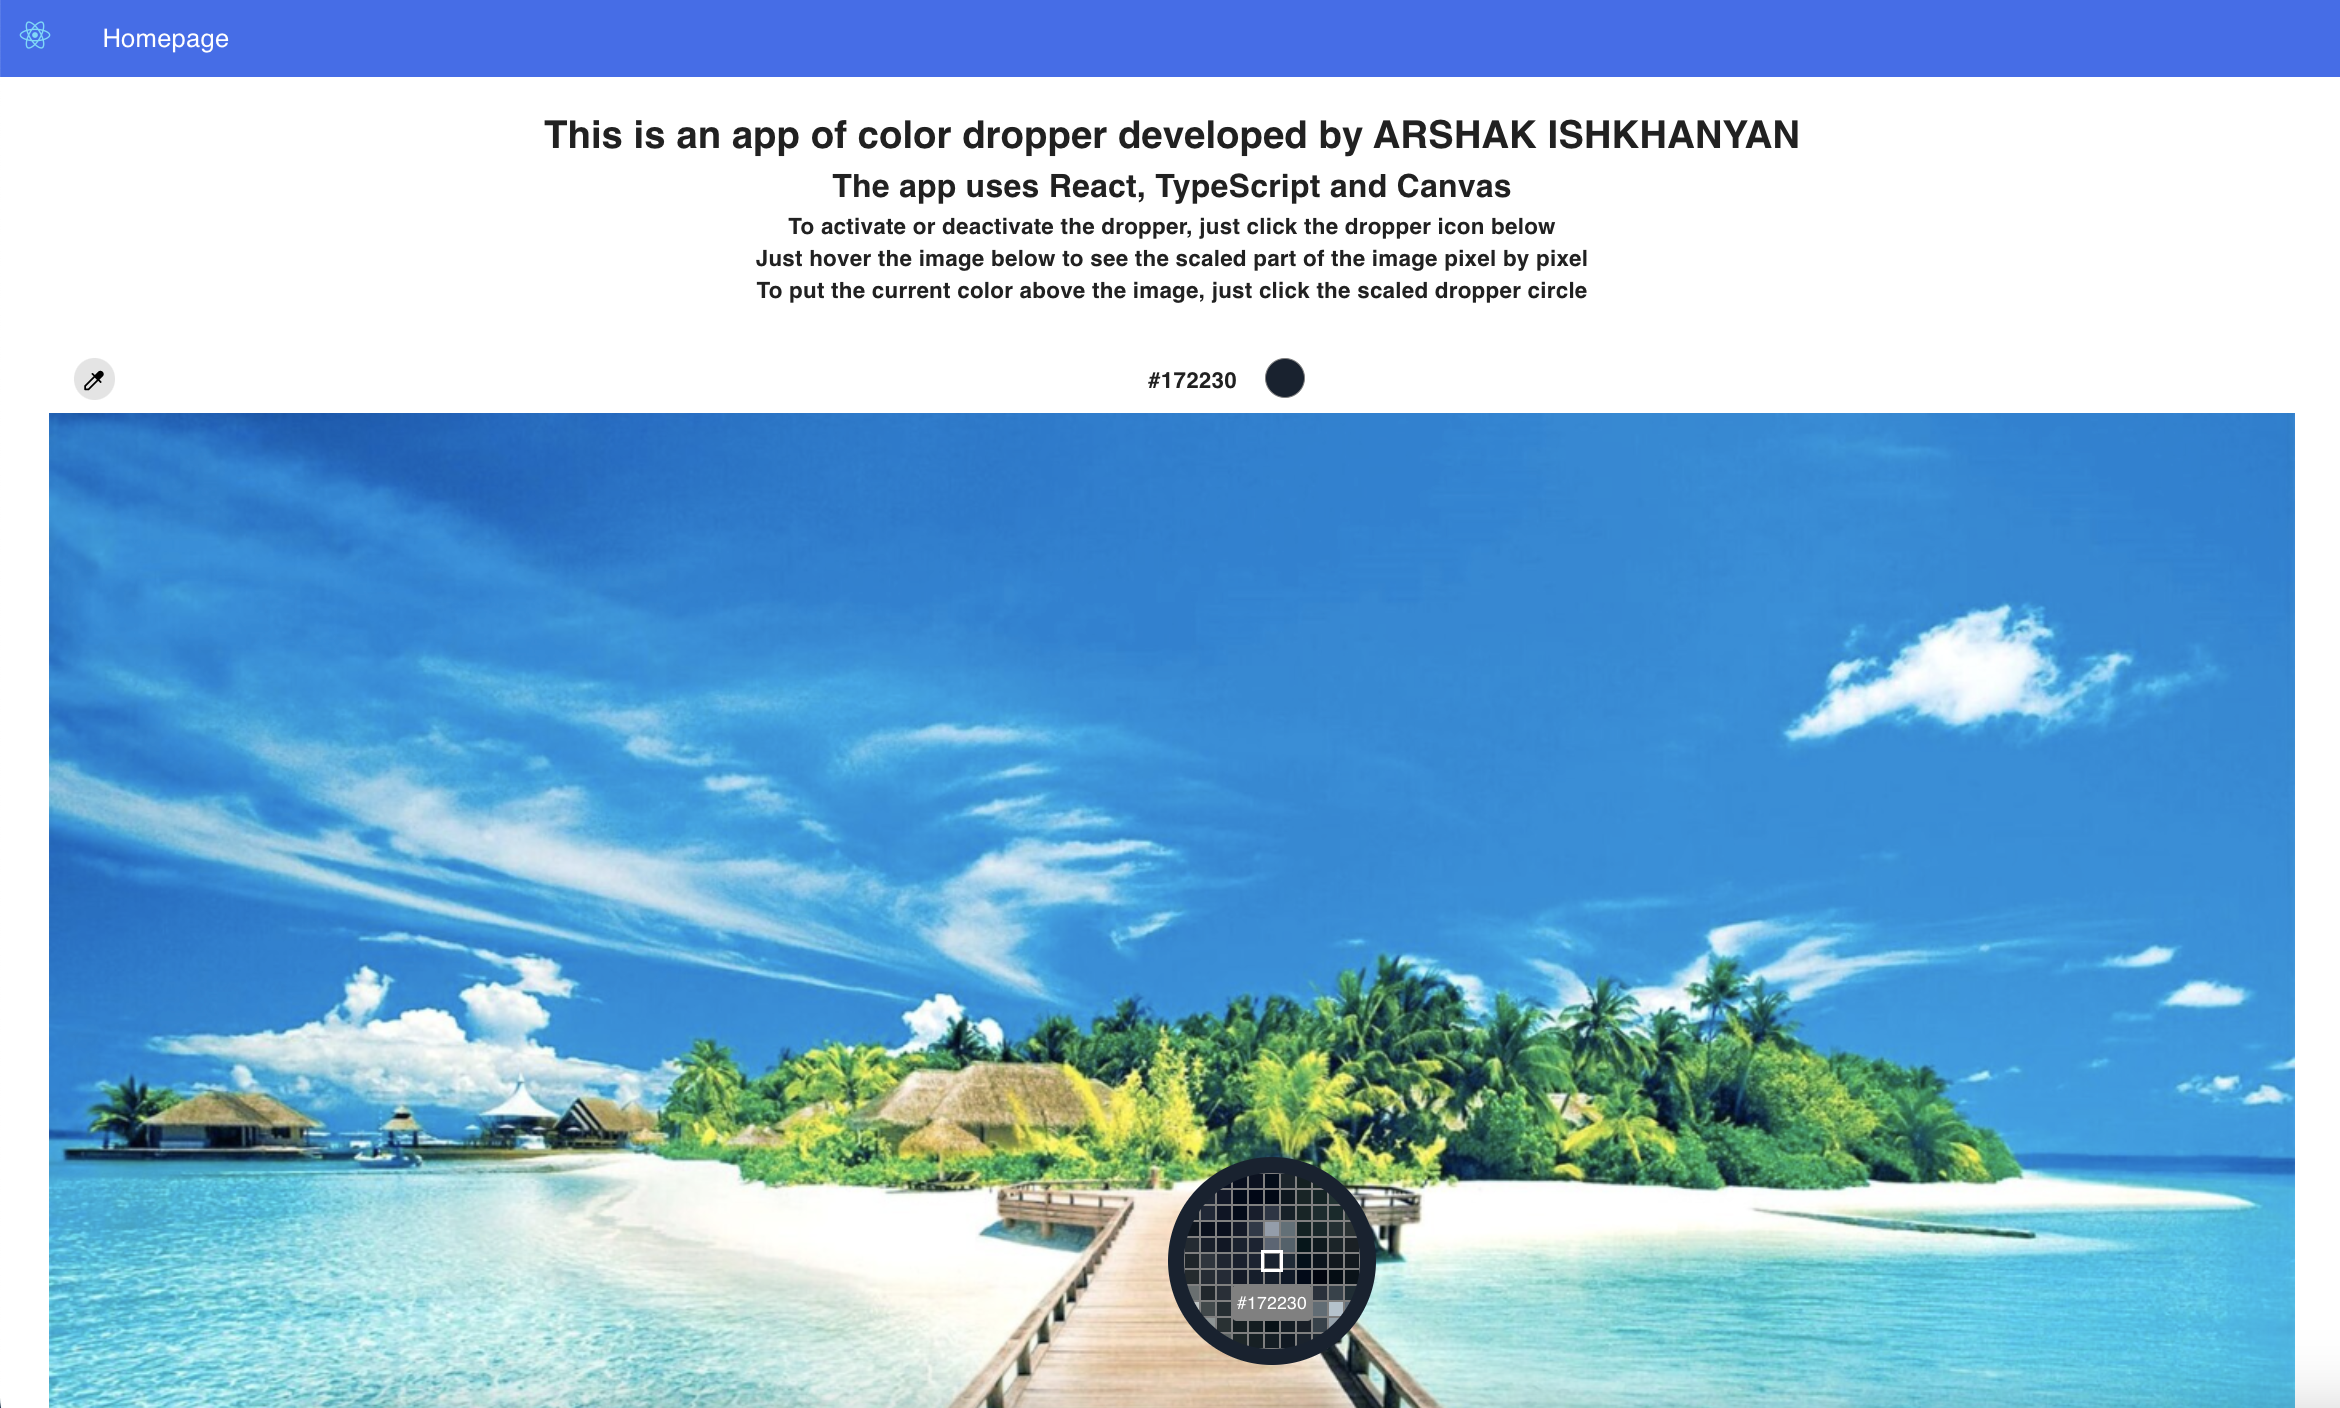 Homepage
This is an app of color dropper developed by ARSHAK ISHKHANYAN
The app uses React, TypeScript and Canvas
To activate or deactivate the dropper, just click the dropper icon below
Just hover the image below to see the scaled part of the image pixel by pixel
To put the current color above the image, just click the scaled dropper circle
#172230
#172230